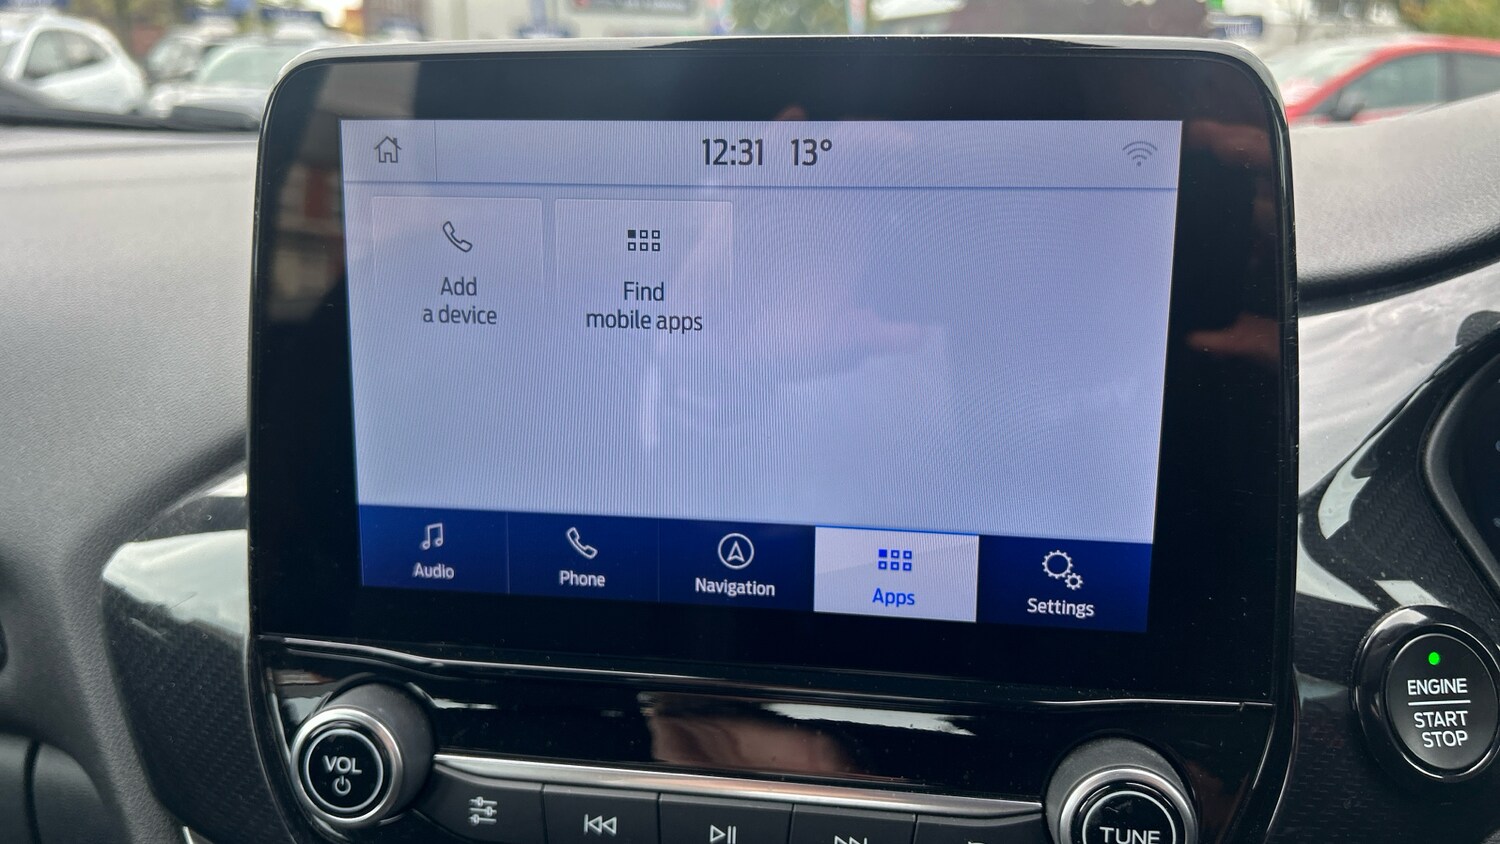 12:31 13°
Add
a device
Find
mobile apps
Audio
Phone
Navigation
Apps
Settings
ENGINE
START
STOP
VOL
TUNE